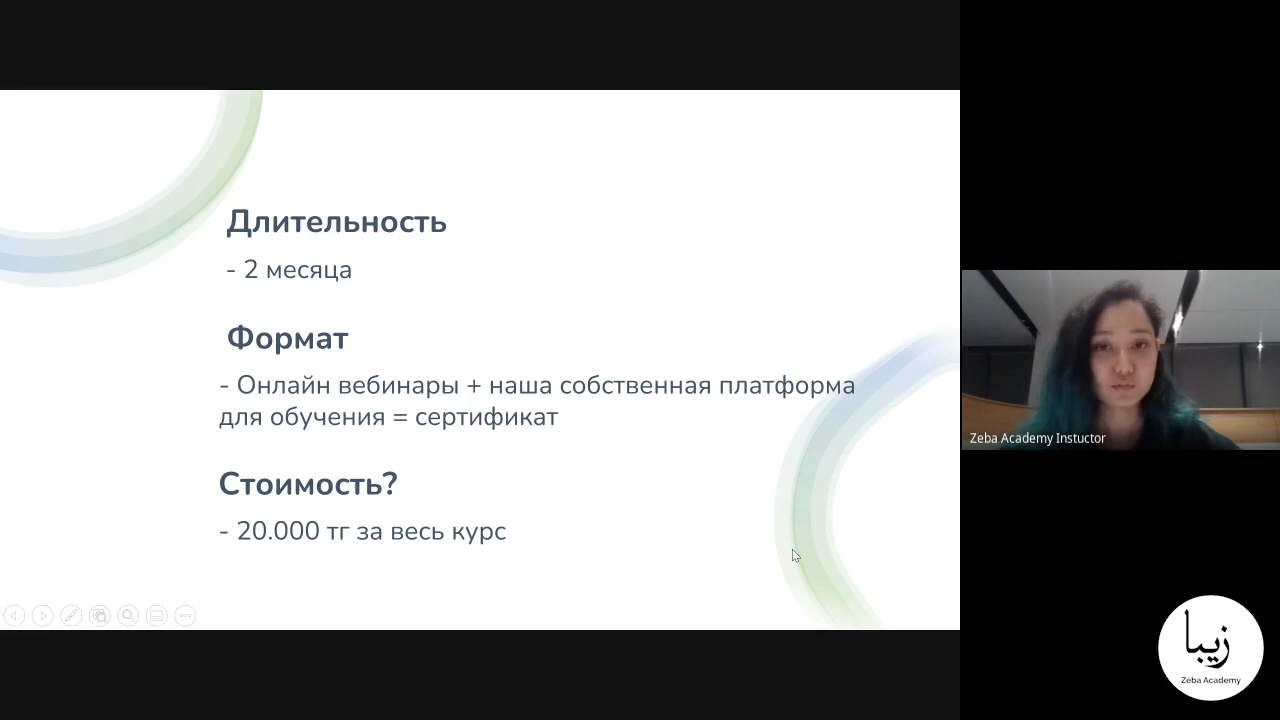 Длительность
- 2 месяца
Формат
- Онлайн вебинары + наша собственная платформа
для обучения = сертификат
Стоимость?
- 20.000 тг за весь курс
Zeba Academy Instuctor
زيبا
Zeba Academy